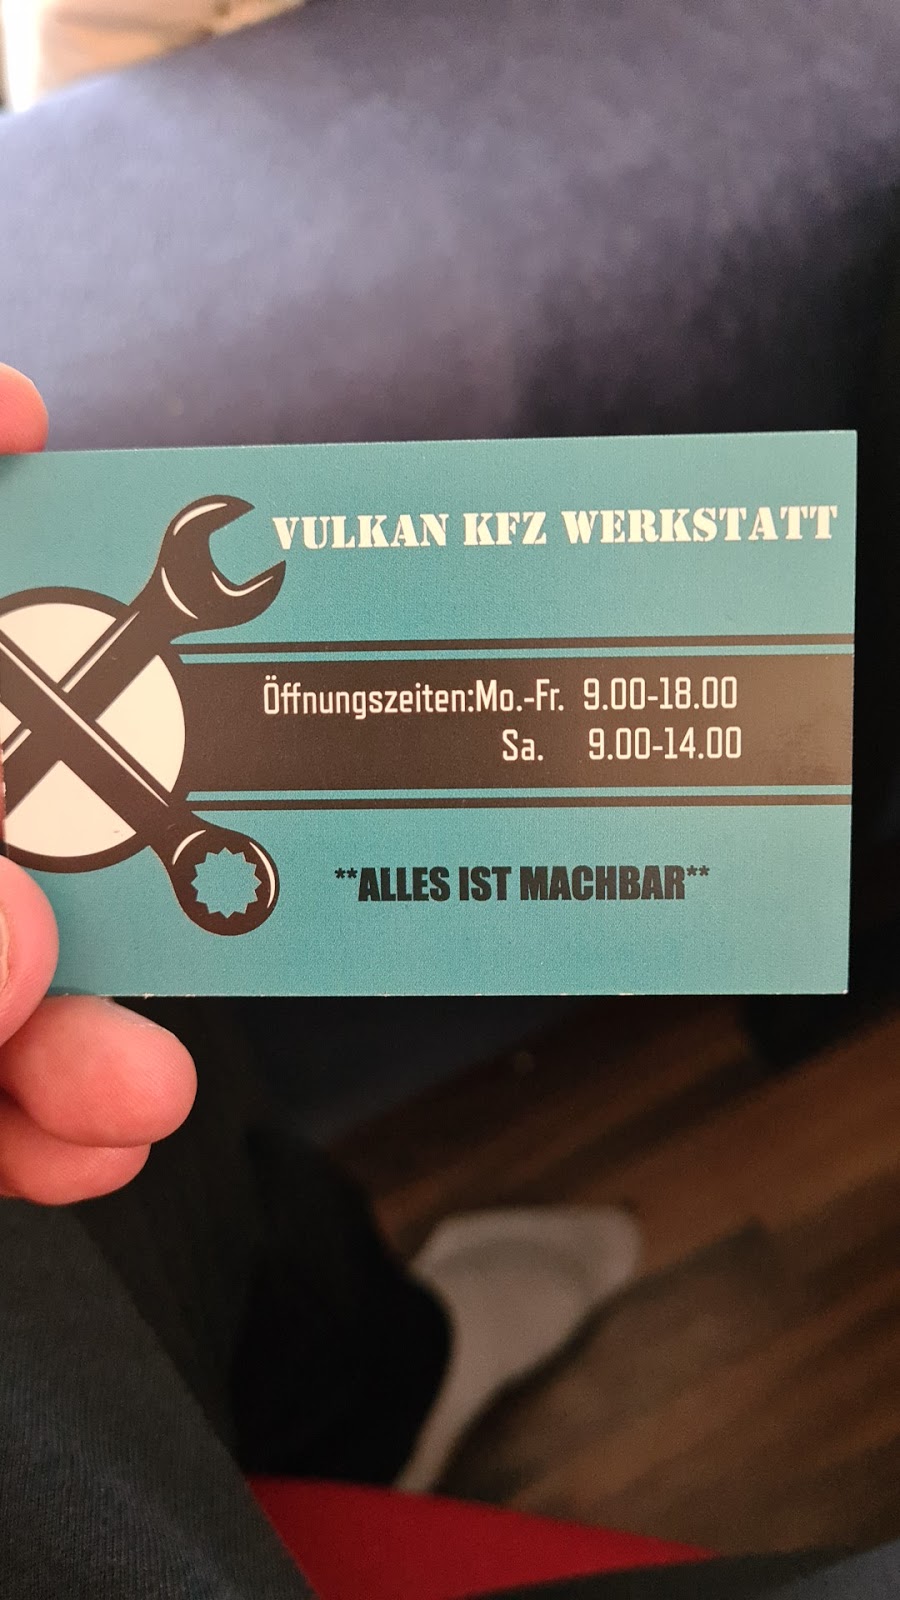 VULKAN KFZ WERKSTATT
Öffnungszeiten:Mo.-Fr. 9.00-18.00
Sa. 9.00-14.00
**ALLES IST MACHBAR**